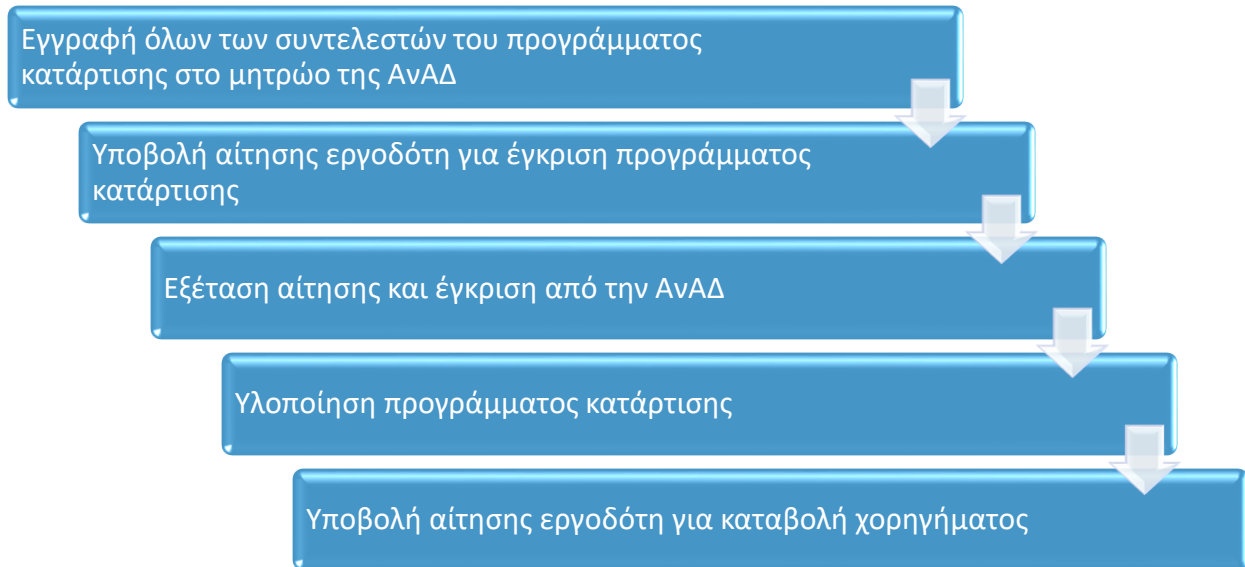 Εγγραφή όλων των συντελεστών του προγράμματος
κατάρτισης στο μητρώο της ΑνΑΔ
Υποβολή αίτησης εργοδότη για έγκριση προγράμματος
κατάρτισης
Εξέταση αίτησης και έγκριση από την ΑνΑΔ
Υλοποίηση προγράμματος κατάρτισης
Υποβολή αίτησης εργοδότη για καταβολή χορηγήματος